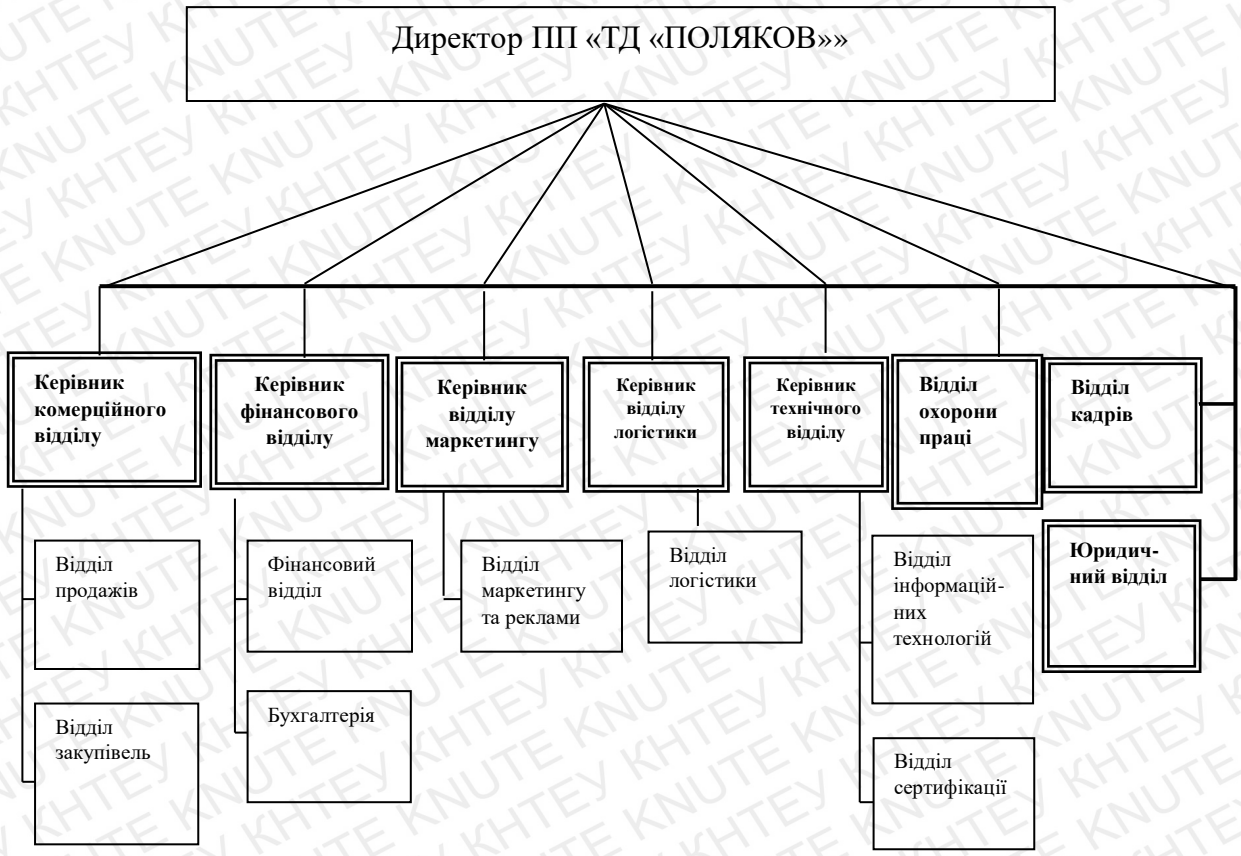 Директор ПП «ТД «ПОЛЯКОВ»»
Керівник
комерційного
відділу
Керівник
фінансового
відділу
Керівник
відділу
маркетингу
Керівник
відділу
логістики
Керівник
технічного
відділу
Відділ
охорони
праці
Відділ
кадрів
Відділ
продажів
Фінансовий
відділ
Відділ
маркетингу
та реклами
Відділ
логістики
Відділ
інформацій-
них
технологій
Юридич-
ний відділ
Відділ
закупівель
Бухгалтерія
Відділ
сертифікації